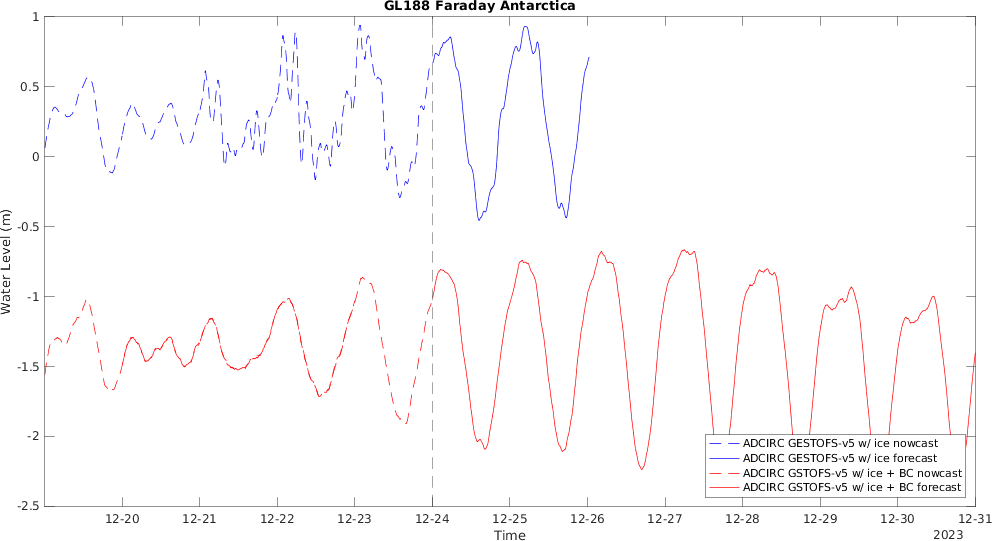 GL188 Faraday Antarctica
1
0.5
0
-0.5
-1
-1.5
-2
-2.5
Water Level (m)
ADCIRC GESTOFS-v5 w/ ice nowcast
ADCIRC GESTOFS-v5 w/ ice forecast
ADCIRC GSTOFS-v5 w/ ice + BC nowcast
ADCIRC GSTOFS-v5 w/ ice + BC forecast
12-20 12-21 12-22 12-23 12-24 12-25 12-26 12-27 12-28 12-29 12-30 12-31
Time
2023